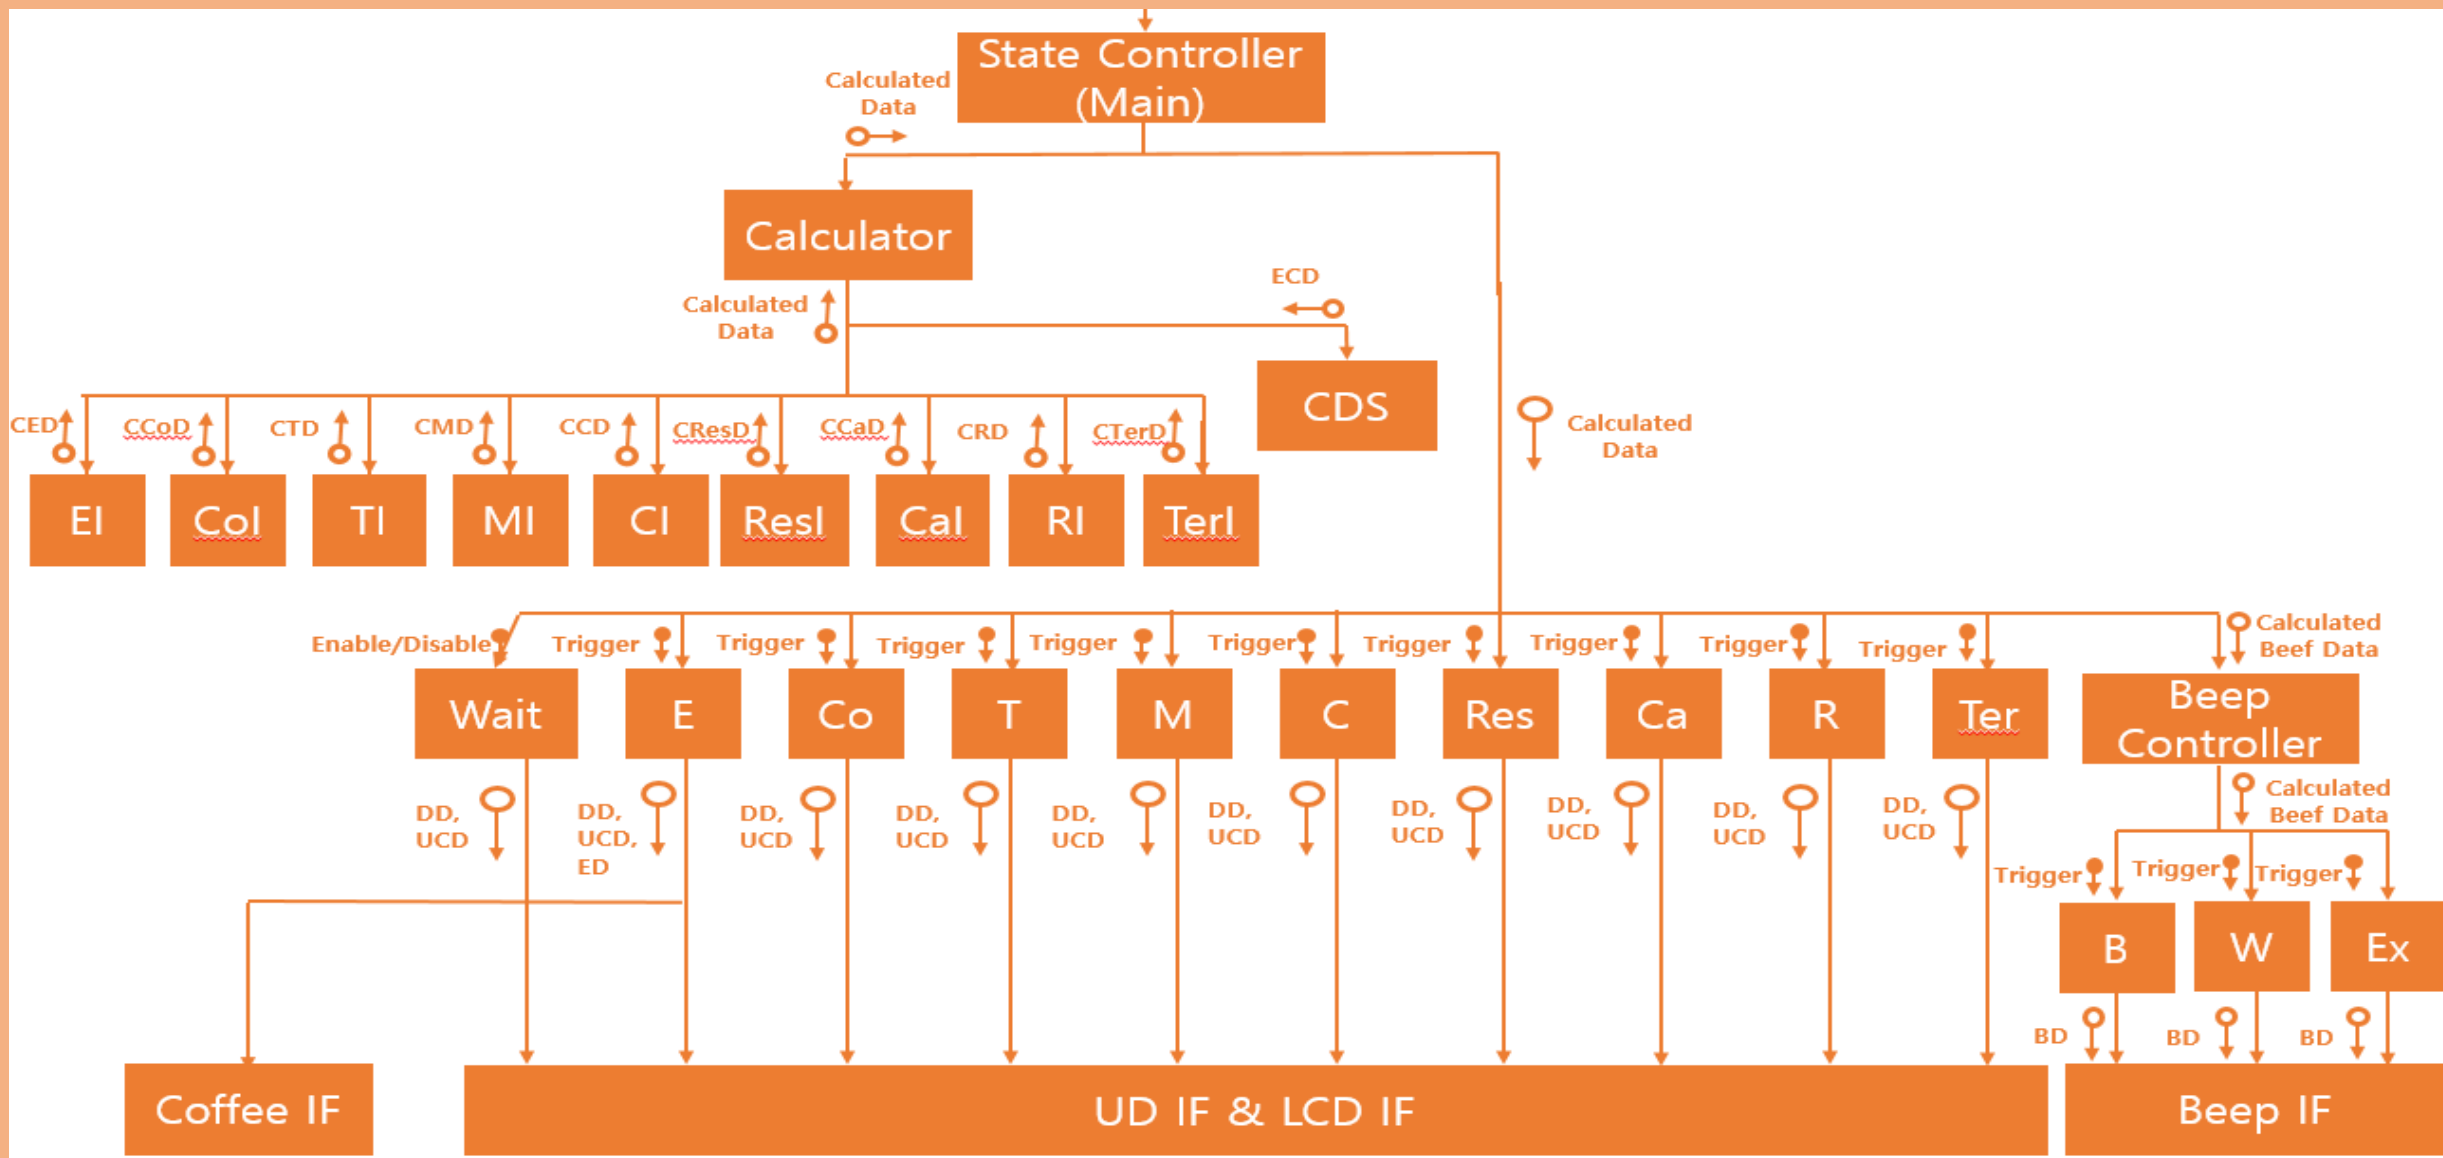 State Controller
(Main)
Calculated
Data
Calculator
ECD
Calculated
Data
CDS
Calculated
Data
CED
CCoD
CTD
CMD
CCD
CResD
CCaD
CRD
CTerD
EI
CoI
TI
MI
CI
ResI
CaI
RI
TerI
Enable/Disable
Trigger
Trigger
Trigger
Trigger
Trigger
Trigger
Trigger
Trigger
Trigger
Calculated
Beef Data
Wait
E
Co
T
M
C
Res
Ca
R
Ter
Beep
Controller
DD,
UCD
DD,
UCD,
ED
DD,
UCD
DD,
UCD
DD,
UCD
DD,
UCD
DD,
UCD
DD,
UCD
DD,
UCD
DD,
UCD
Calculated
Beef Data
Trigger
Trigger
Trigger
B
W
Ex
BD
BD
BD
Coffee IF
UD IF & LCD IF
Beep IF